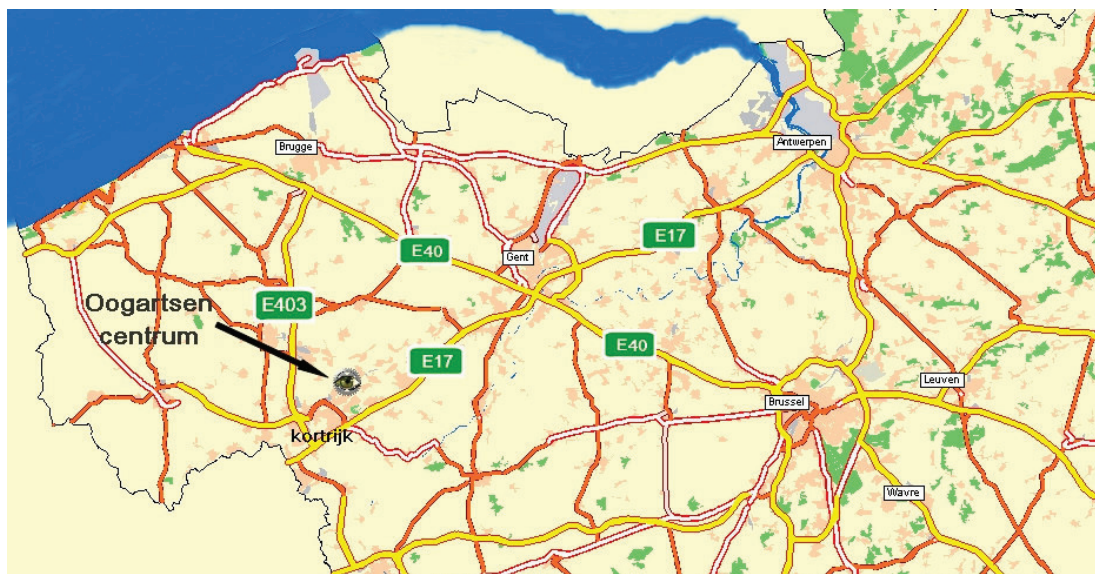 Antwerpen
Brugge
E17
E40
Gent
Oogartsen
centrum
E403
E17
E40
Leuven
Brussel
kortrijk
Wavre